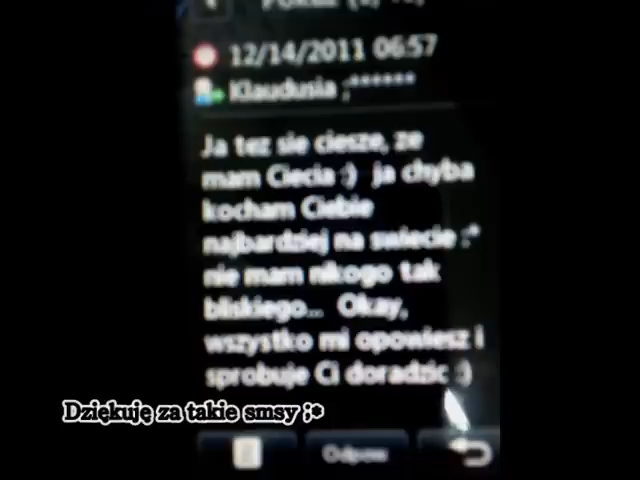 12/14/2011 06:57
Klaudusia ;******
Ja tez sie ciesze, ze
mam Ciecia :) ja chyba
kocham Ciebie
najbardziej na swiecie :*
nie mam nikogo tak
bliskiego... Okay,
wszystko mi opowiesz i
sprobuje Ci doradzic :)
Dziękuję za takie smsy ;*
Odpow